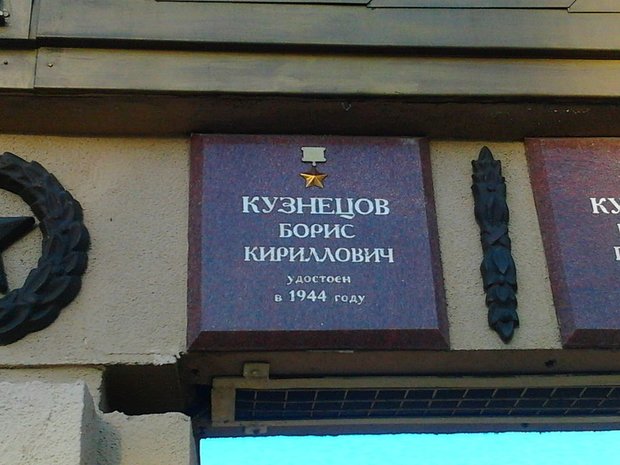 КУЗНЕЦОВ
БОРИС
КИРИЛЛОВИЧ
удостоен
в 1944 году